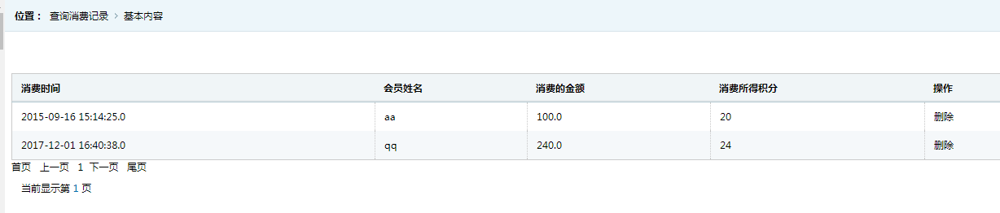 位置： 查询消费记录 > 基本内容
消费时间 会员姓名 消费的金额 消费所得积分 操作
2015-09-16 15:14:25.0 aa 100.0 20 删除
2017-12-01 16:40:38.0 qq 240.0 24 删除
首页 上一页 1 下一页 尾页
当前显示第 1 页